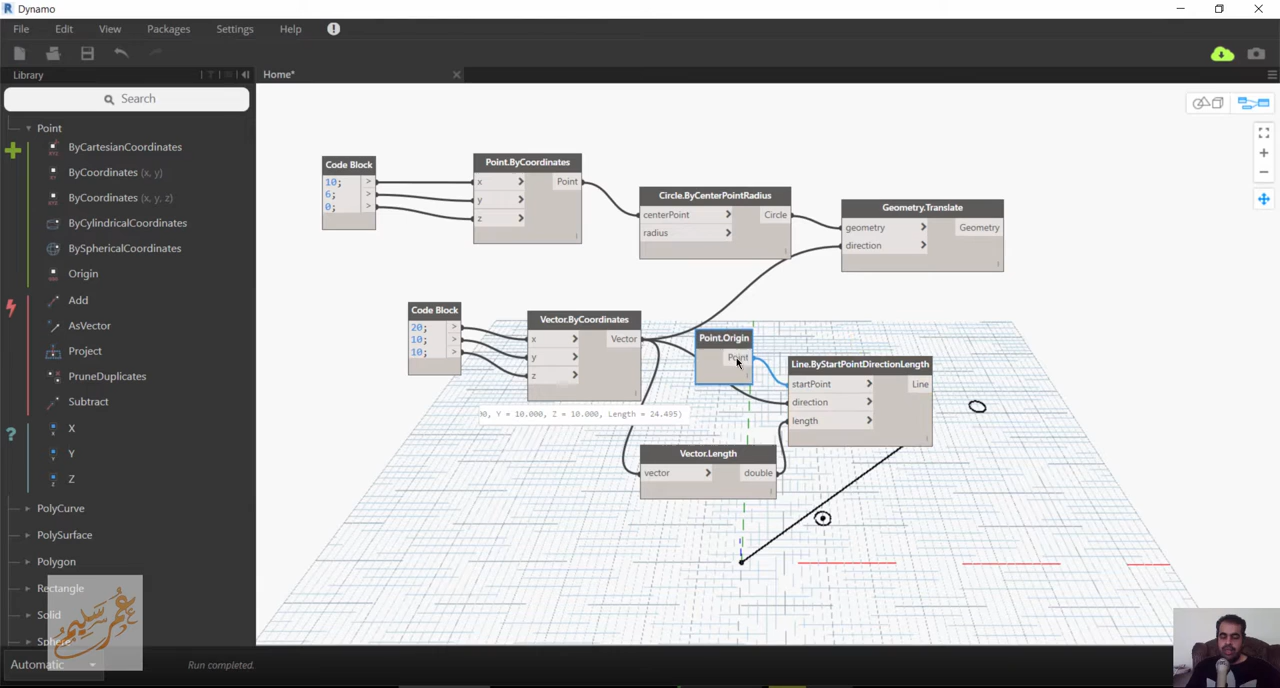 Dynamo
File Edit View Packages Settings Help
Library
Home*
Search
Point
ByCartesianCoordinates
ByCoordinates (x, y)
ByCoordinates (x, y, z)
ByCylindricalCoordinates
BySphericalCoordinates
Origin
Add
AsVector
Project
PruneDuplicates
Subtract
X
Y
Z
PolyCurve
PolySurface
Polygon
Rectangle
Solid
عمر سليم
Automatic
Run completed.
Code Block
10; >
6; >
0; >
Point.ByCoordinates
x > Point
y >
z >
Circle.ByCenterPointRadius
centerPoint > Circle
radius >
Geometry.Translate
geometry > Geometry
direction >
Code Block
20; >
10; >
10; >
Vector.ByCoordinates
x > Vector
y >
z >
Y = 10.000, Z = 10.000, Length = 24.495)
Point.Origin
Point
Line.ByStartPointDirectionLength
startPoint > Line
direction >
length >
Vector.Length
vector > double